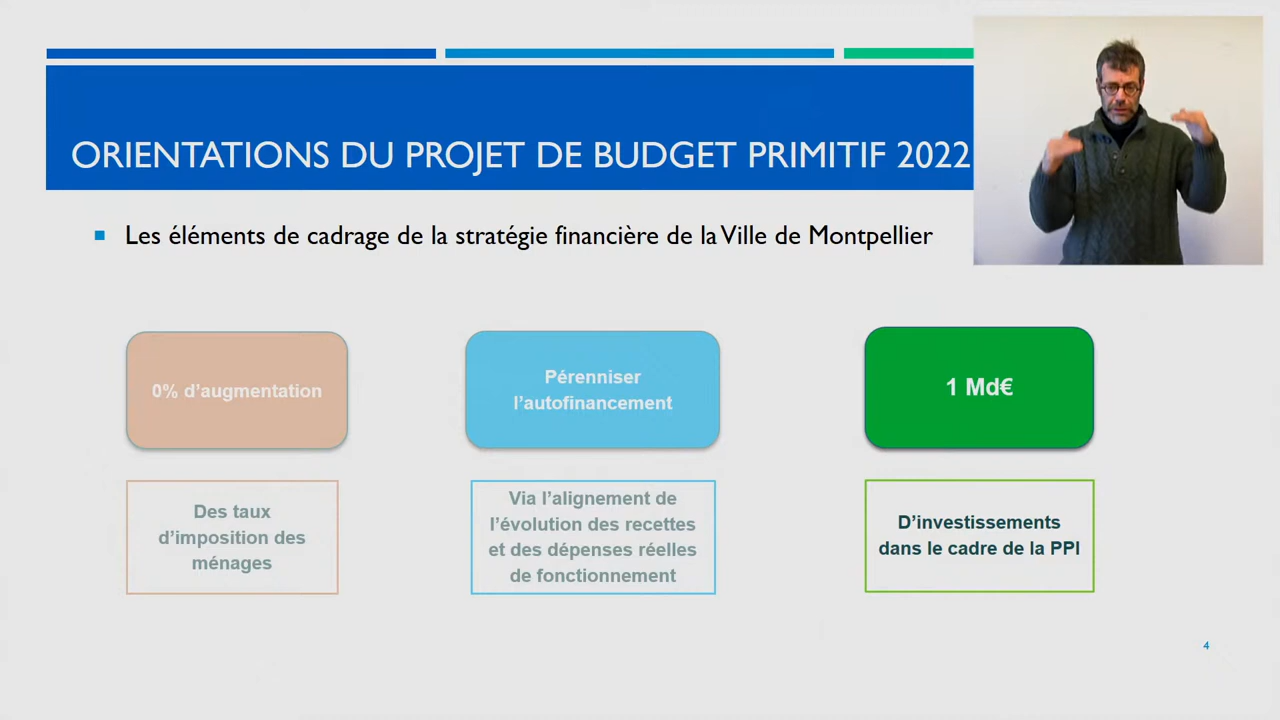 ORIENTATIONS DU PROJET DE BUDGET PRIMITIF 2022
Les éléments de cadrage de la stratégie financière de la Ville de Montpellier
0% d'augmentation
Des taux
d'imposition des
ménages
Pérenniser
l'autofinancement
Via l'alignement de
l'évolution des recettes
et des dépenses réelles
de fonctionnement
1 Md€
D'investissements
dans le cadre de la PPI
4